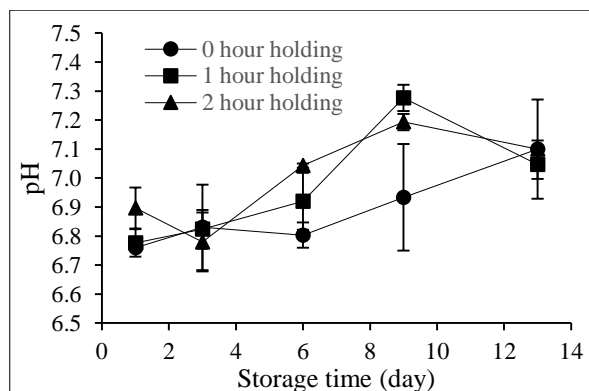 7.5
7.4
7.3
7.2
7.1
7.0
6.9
6.8
6.7
6.6
6.5
pH
0 hour holding
1 hour holding
2 hour holding
0 2 4 6 8 10 12 14
Storage time (day)